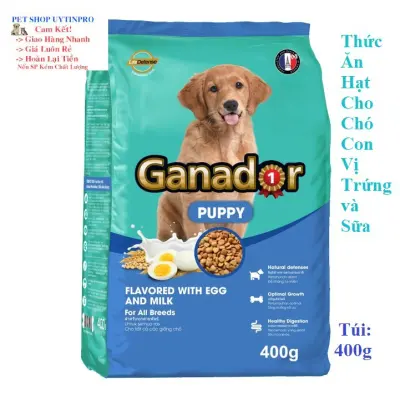 PET SHOP UYTINPRO
Cam Kết!
-> Giao Hàng Nhanh
-> Giá Luôn Rẻ
-> Hoàn Lại Tiền
Nếu SP Kém Chất Lượng
Thức
Ăn
Hạt
Cho
Chó
Con
Vị
Trứng
và
Sữa
Ganador
1
PUPPY
FLAVORED WITH EGG
AND MILK
For All Breeds
Natural defenses
Optimal Growth
Healthy Digestion
400g
Túi:
400g